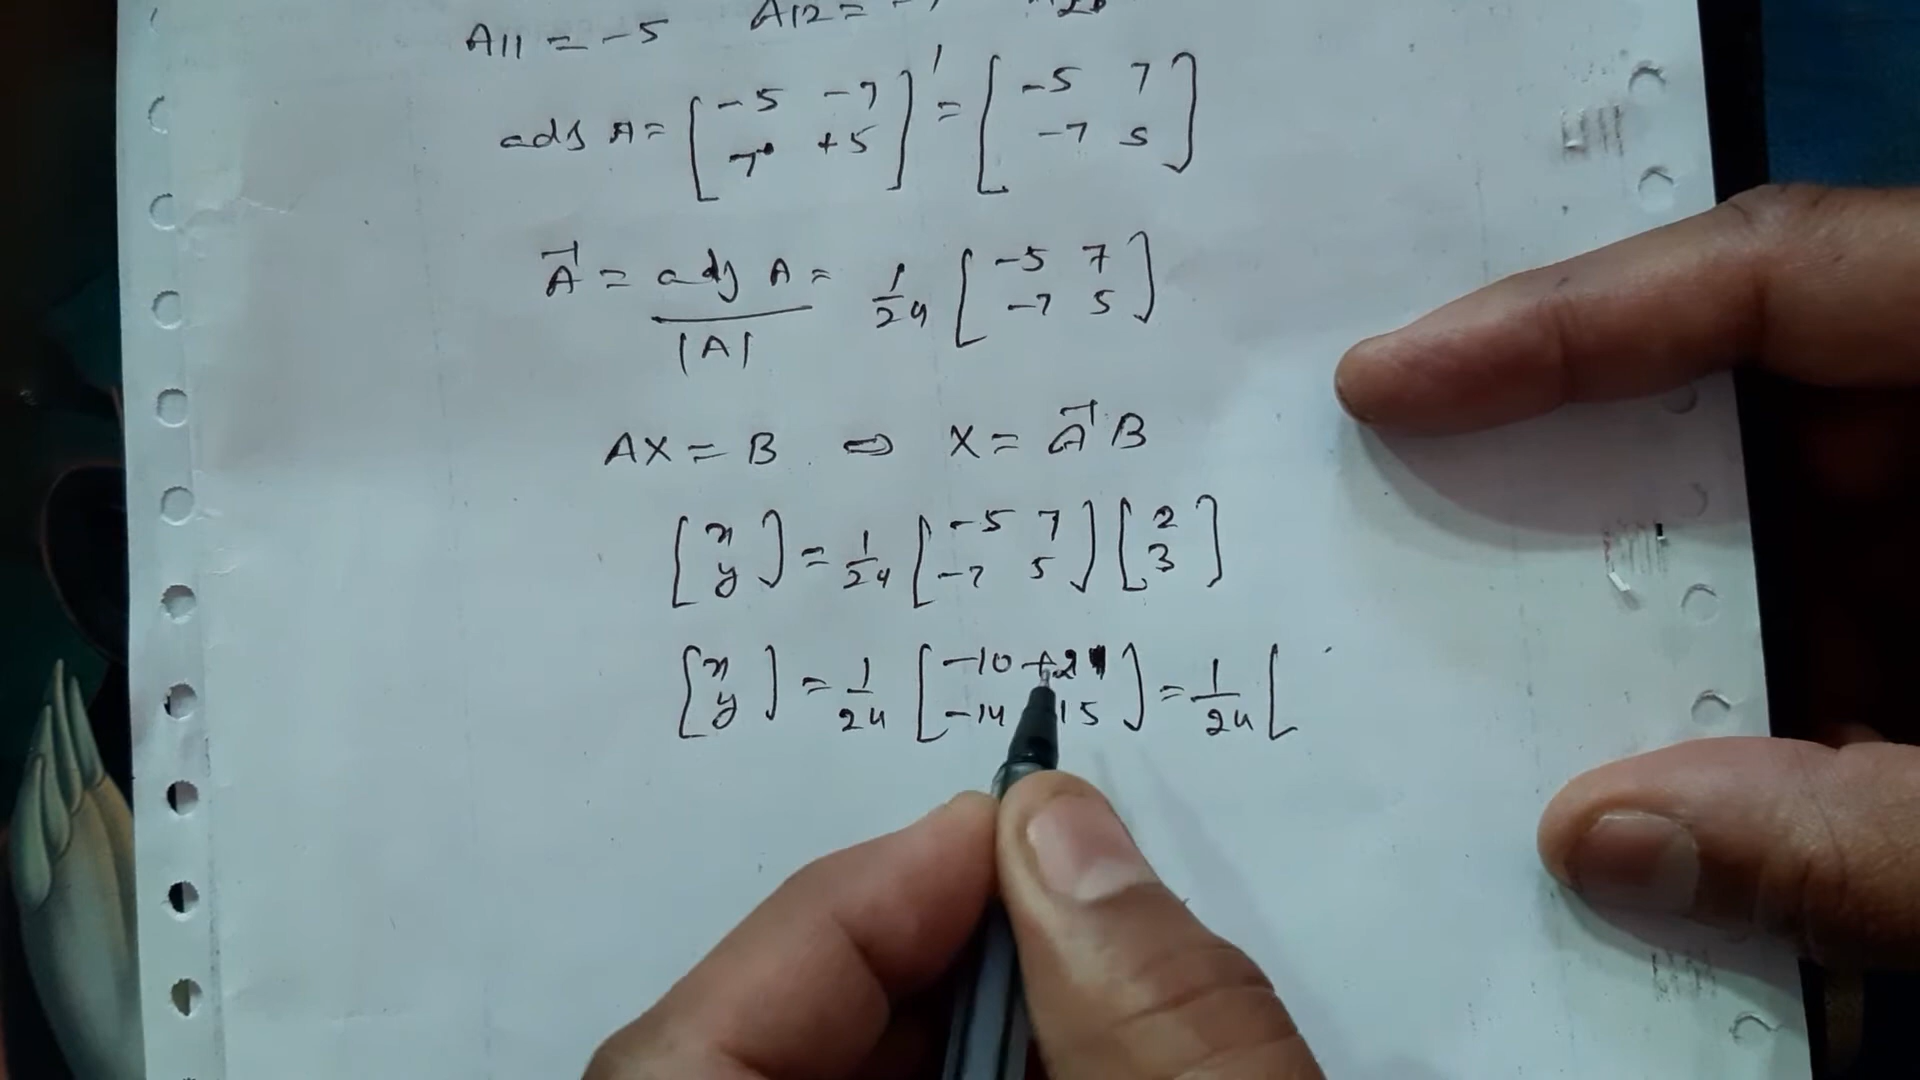 A11 = -5 A12 = -7
adj A = [ -5 -7 ; 7 +5 ]' = [ -5 7 ; -7 5 ]
A⁻¹ = adj A / |A| = 1/24 [ -5 7 ; -7 5 ]
AX = B ⇒ X = A⁻¹B
[ x ; y ] = 1/24 [ -5 7 ; -7 5 ] [ 2 ; 3 ]
[ x ; y ] = 1/24 [ -10 +21 ; -14 15 ] = 1/24 [